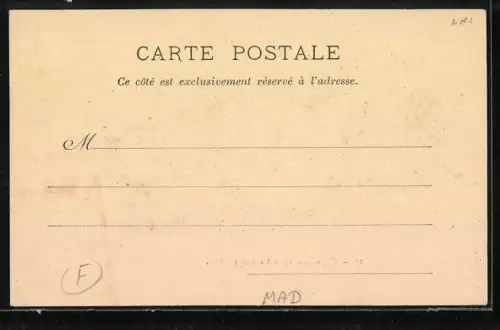 CARTE POSTALE
Ce côté est exclusivement réservé à l'adresse.
M
F
MAD